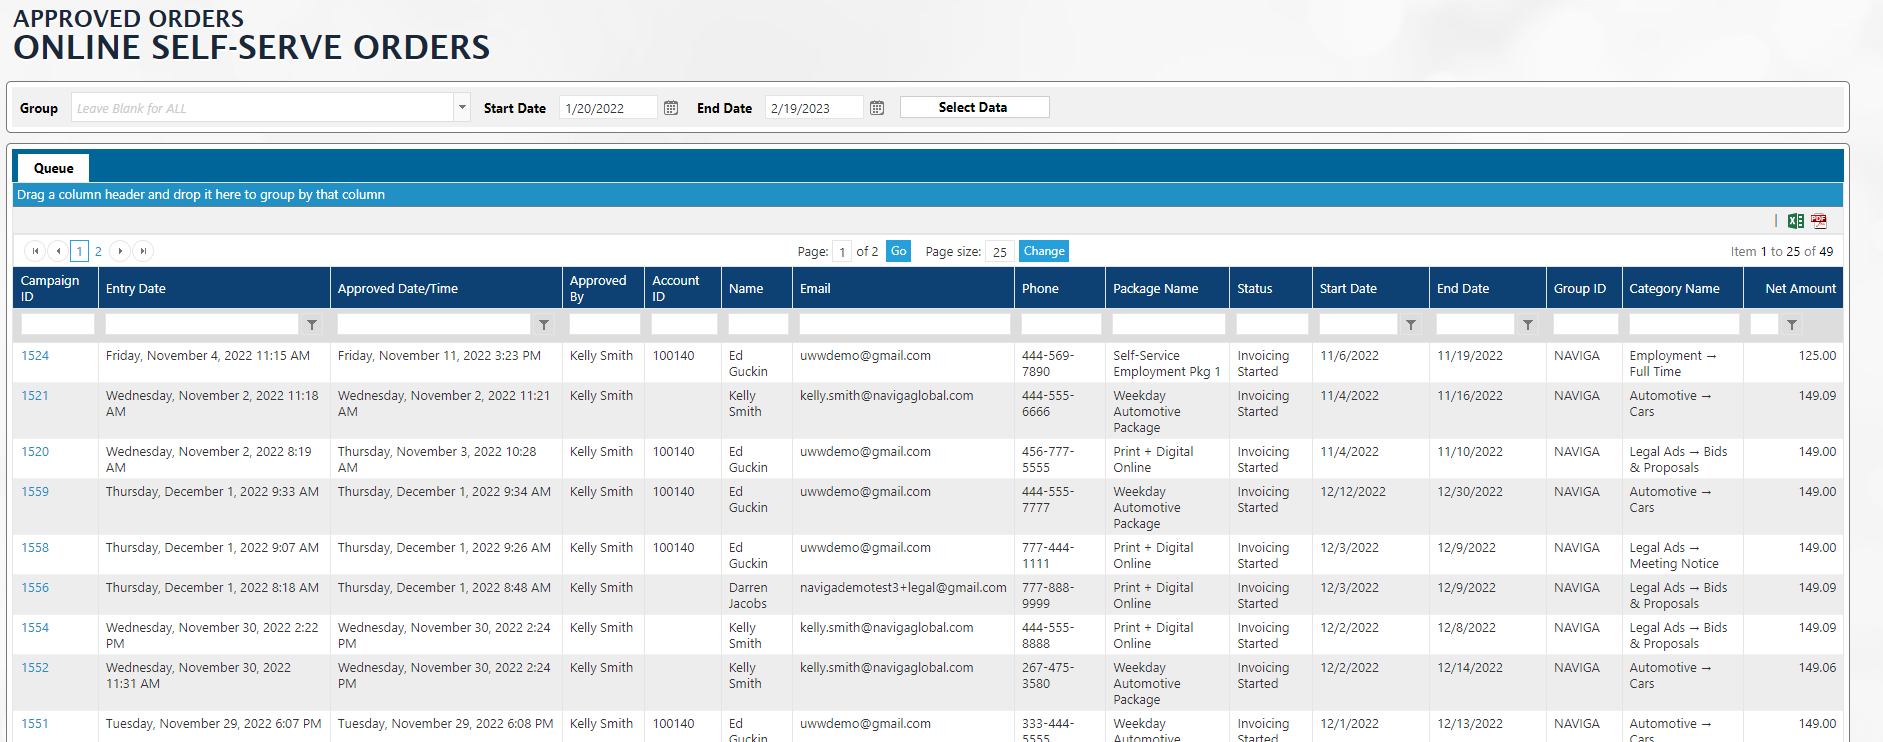 APPROVED ORDERS
ONLINE SELF-SERVE ORDERS
Group Leave Blank for ALL Start Date 1/20/2022 End Date 2/19/2023 Select Data
Queue
Drag a column header and drop it here to group by that column
1 2 Page: 1 of 2 Go Page size: 25 Change Item 1 to 25 of 49
Campaign ID Entry Date Approved Date/Time Approved By Account ID Name Email Phone Package Name Status Start Date End Date Group ID Category Name Net Amount
1524 Friday, November 4, 2022 11:15 AM Friday, November 11, 2022 3:23 PM Kelly Smith 100140 Ed Guckin uwwdemo@gmail.com 444-569-7890 Self-Service Employment Pkg 1 Invoicing Started 11/6/2022 11/19/2022 NAVIGA Employment → Full Time 125.00
1521 Wednesday, November 2, 2022 11:18 AM Wednesday, November 2, 2022 11:21 AM Kelly Smith Kelly Smith kelly.smith@navigaglobal.com 444-555-6666 Weekday Automotive Package Invoicing Started 11/4/2022 11/16/2022 NAVIGA Automotive → Cars 149.09
1520 Wednesday, November 2, 2022 8:19 AM Thursday, November 3, 2022 10:28 AM Kelly Smith 100140 Ed Guckin uwwdemo@gmail.com 456-777-5555 Print + Digital Online Invoicing Started 11/4/2022 11/10/2022 NAVIGA Legal Ads → Bids & Proposals 149.00
1559 Thursday, December 1, 2022 9:33 AM Thursday, December 1, 2022 9:34 AM Kelly Smith 100140 Ed Guckin uwwdemo@gmail.com 444-555-7777 Weekday Automotive Package Invoicing Started 12/12/2022 12/30/2022 NAVIGA Automotive → Cars 149.00
1558 Thursday, December 1, 2022 9:07 AM Thursday, December 1, 2022 9:26 AM Kelly Smith 100140 Ed Guckin uwwdemo@gmail.com 777-444-1111 Print + Digital Online Invoicing Started 12/3/2022 12/9/2022 NAVIGA Legal Ads → Meeting Notice 149.00
1556 Thursday, December 1, 2022 8:18 AM Thursday, December 1, 2022 8:48 AM Kelly Smith Darren Jacobs navigademotest3+legal@gmail.com 777-888-9999 Print + Digital Online Invoicing Started 12/3/2022 12/9/2022 NAVIGA Legal Ads → Bids & Proposals 149.09
1554 Wednesday, November 30, 2022 2:22 PM Wednesday, November 30, 2022 2:24 PM Kelly Smith Kelly Smith kelly.smith@navigaglobal.com 444-555-8888 Print + Digital Online Invoicing Started 12/2/2022 12/8/2022 NAVIGA Legal Ads → Bids & Proposals 149.09
1552 Wednesday, November 30, 2022 11:31 AM Wednesday, November 30, 2022 2:24 PM Kelly Smith Kelly Smith kelly.smith@navigaglobal.com 267-475-3580 Weekday Automotive Package Invoicing Started 12/2/2022 12/14/2022 NAVIGA Automotive → Cars 149.06
1551 Tuesday, November 29, 2022 6:07 PM Tuesday, November 29, 2022 6:08 PM Kelly Smith 100140 Ed Guckin uwwdemo@gmail.com 333-444-5555 Weekday Automotive Invoicing Started 12/1/2022 12/13/2022 NAVIGA Automotive → Cars 149.00